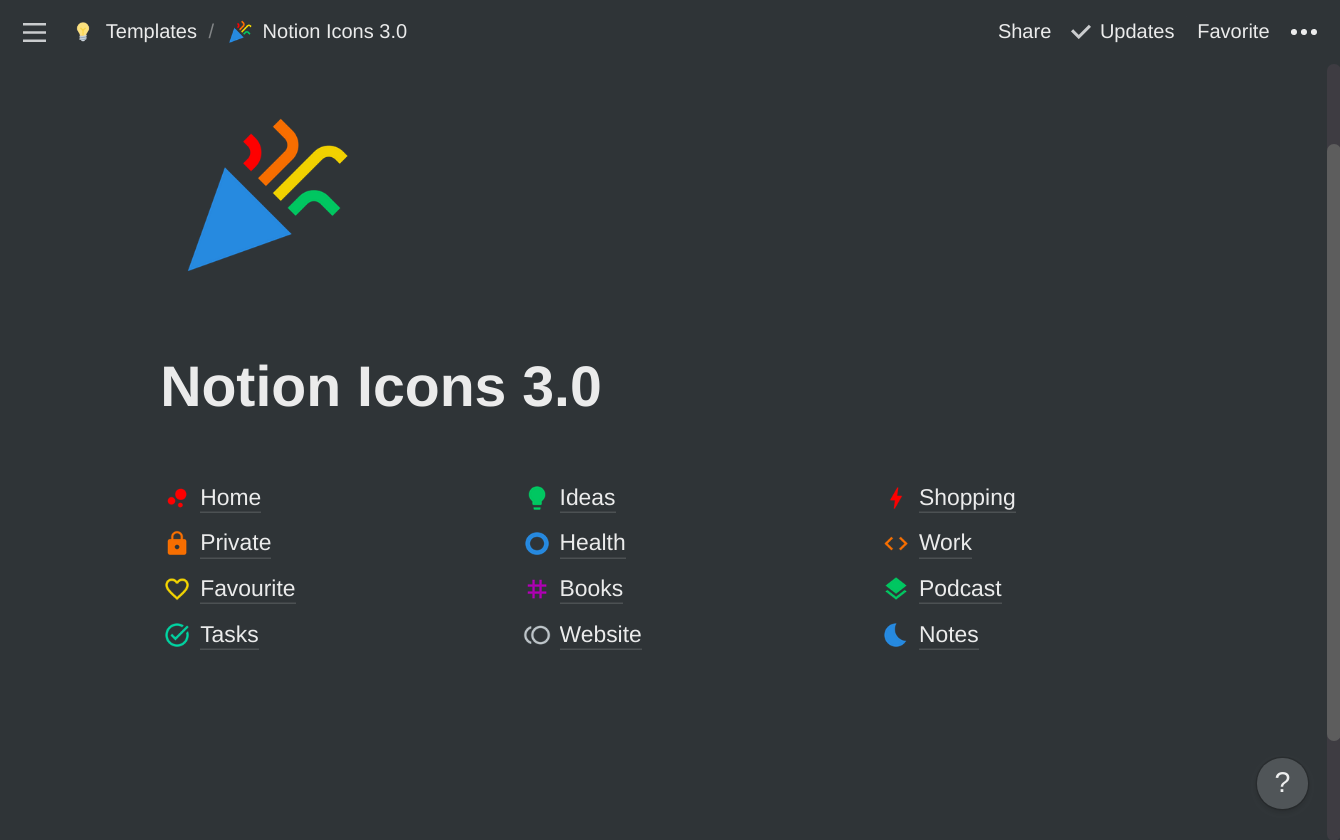 Templates / Notion Icons 3.0 Share Updates Favorite
Notion Icons 3.0
Home Ideas Shopping
Private Health Work
Favourite Books Podcast
Tasks Website Notes
?